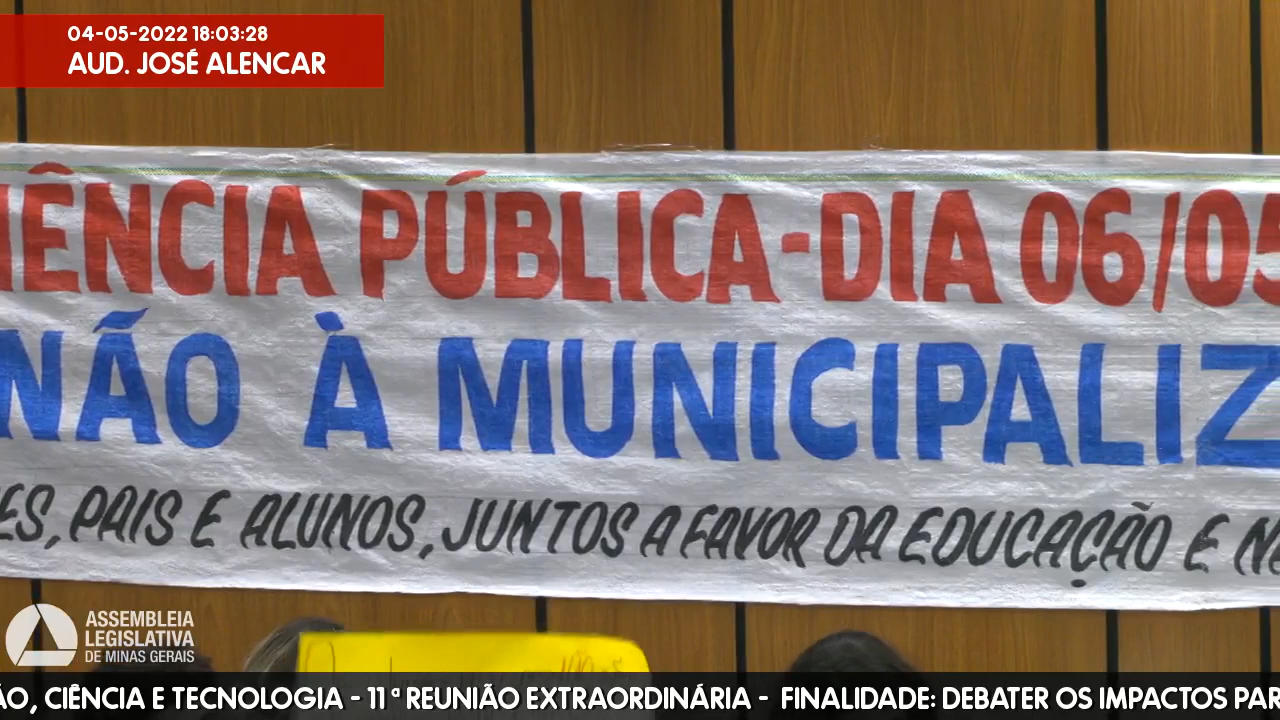 04-05-2022 18:03:28
AUD. JOSÉ ALENCAR
IÊNCIA PÚBLICA-DIA 06/05
NÃO À MUNICIPALIZ
ES, PAIS E ALUNOS, JUNTOS A FAVOR DA EDUCAÇÃO E N
ASSEMBLEIA
LEGISLATIVA
DE MINAS GERAIS
ÃO, CIÊNCIA E TECNOLOGIA - 11ª REUNIÃO EXTRAORDINÁRIA - FINALIDADE: DEBATER OS IMPACTOS PAR